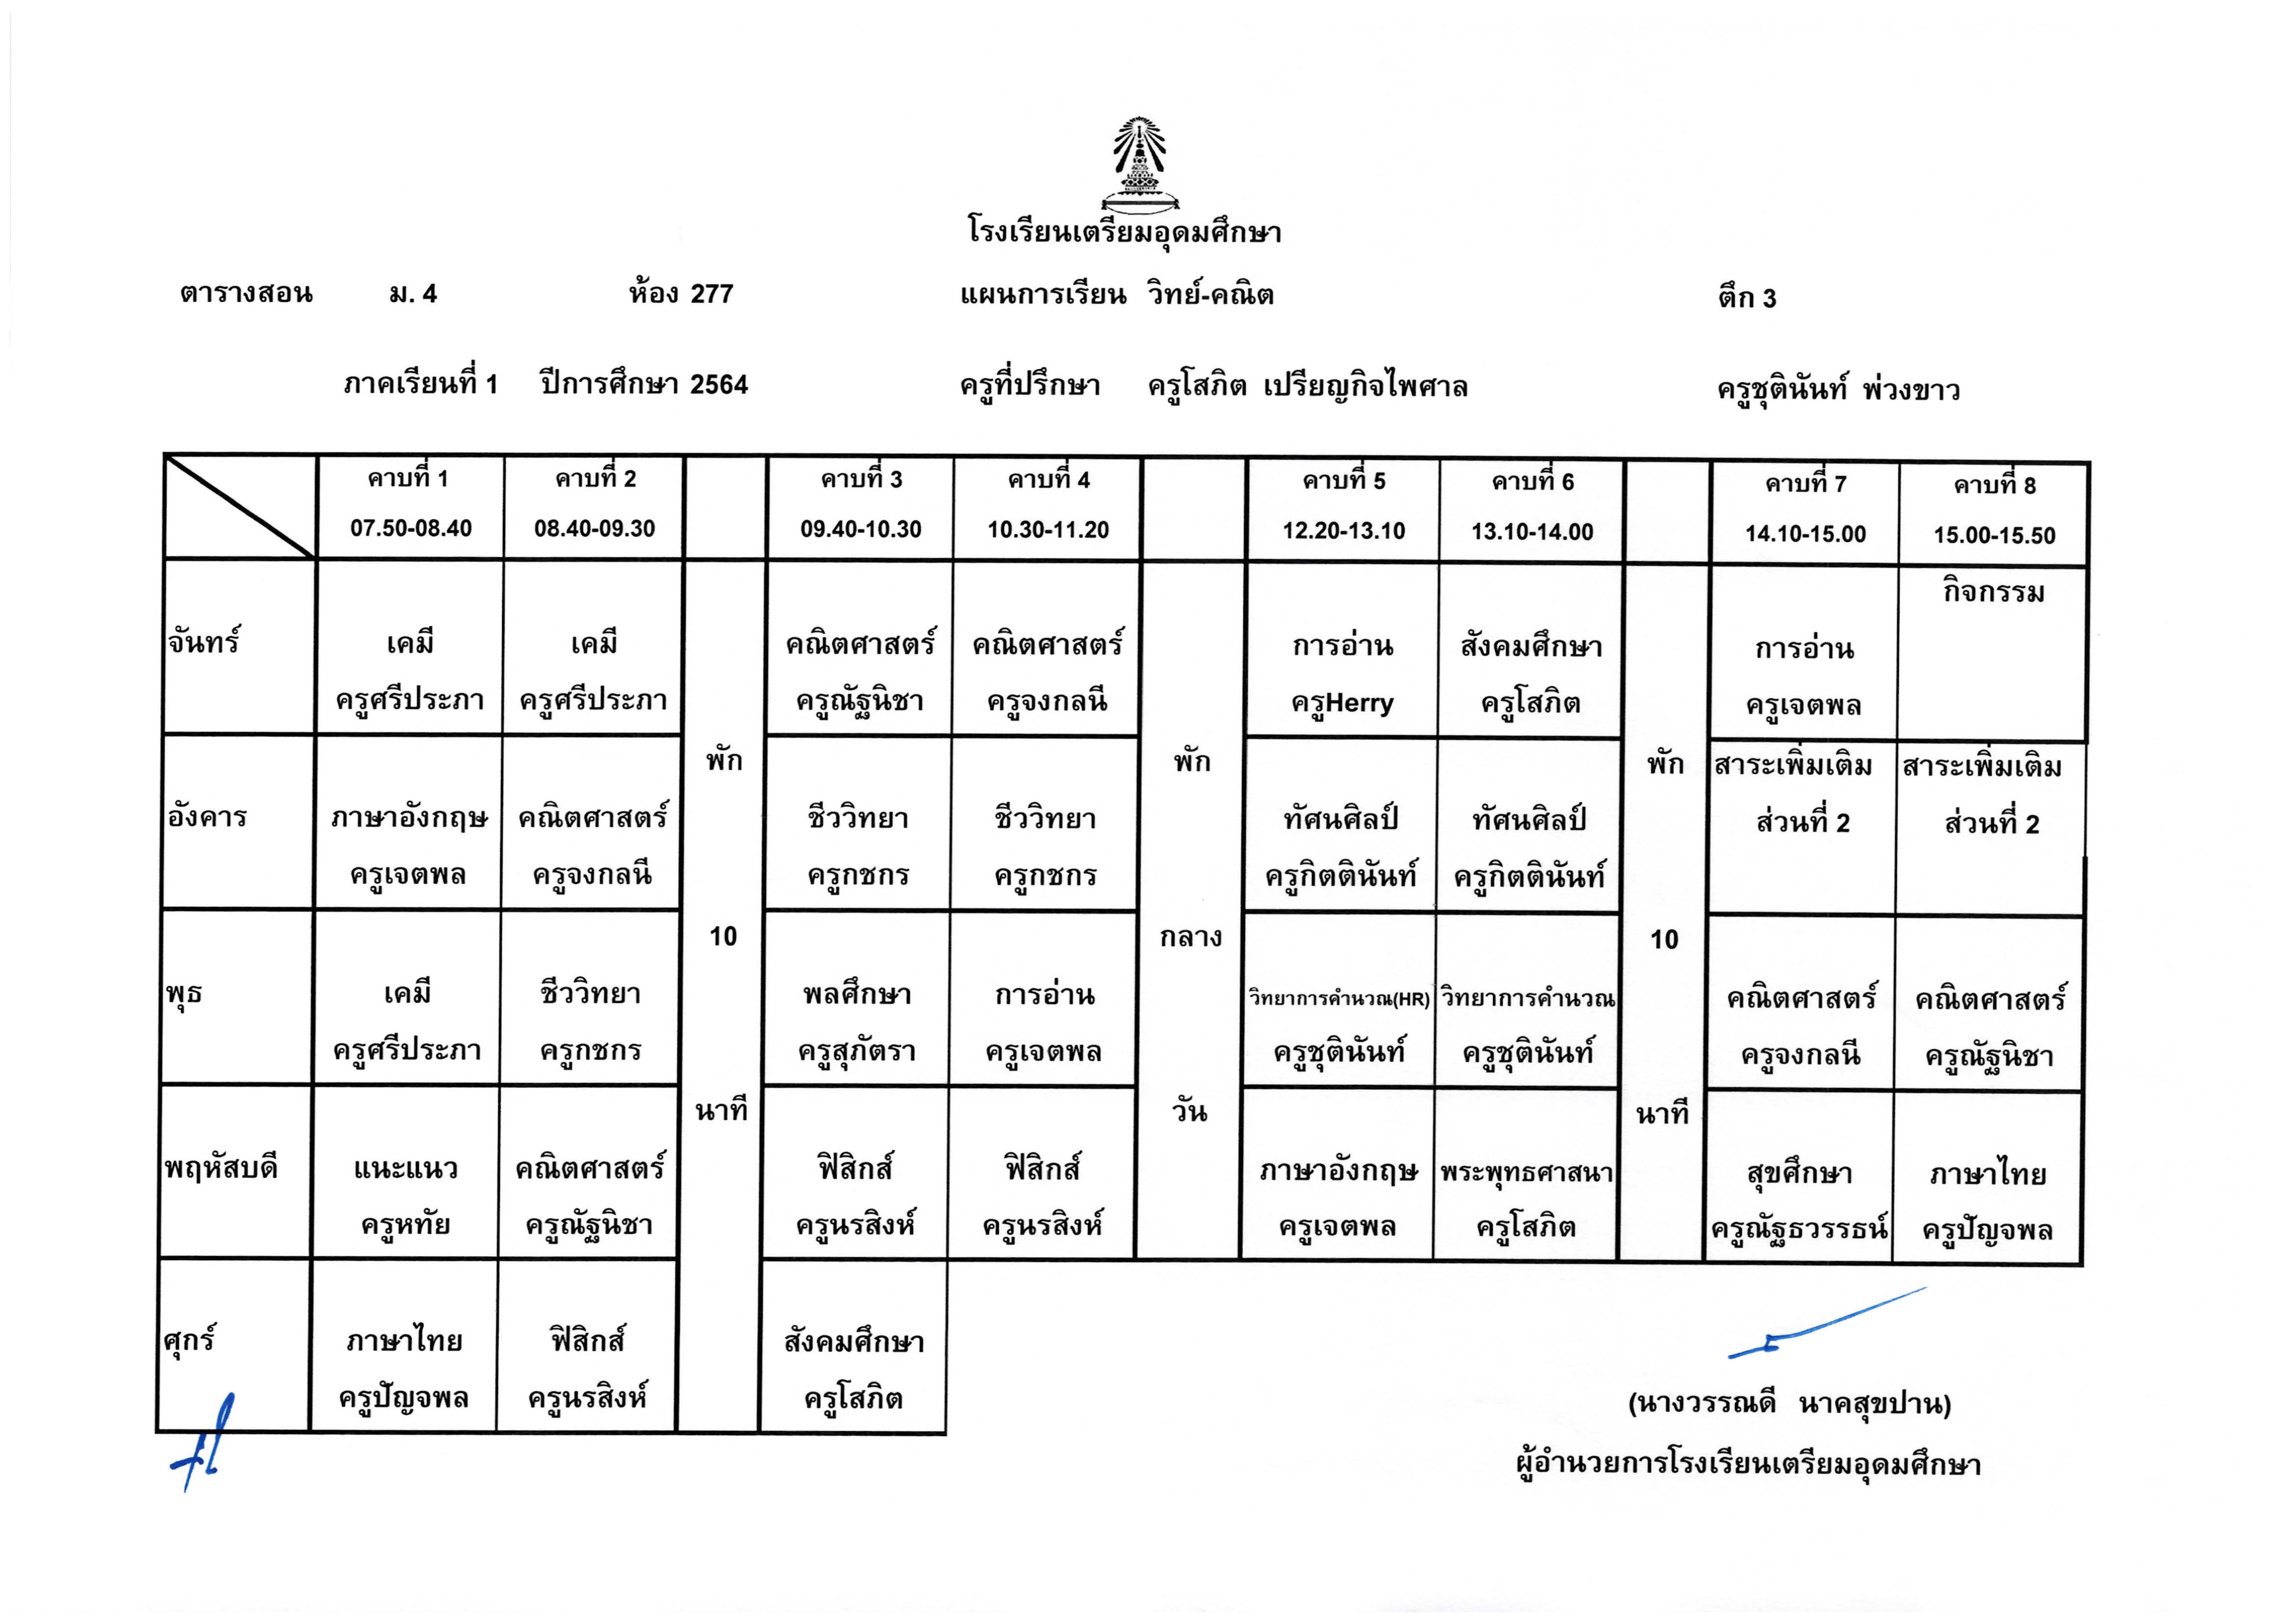 โรงเรียนเตรียมอุดมศึกษา
ตารางสอน ม. 4 ห้อง 277 แผนการเรียน วิทย์-คณิต ตึก 3
ภาคเรียนที่ 1 ปีการศึกษา 2564 ครูที่ปรึกษา ครูโสภิต เปรียญกิจไพศาล ครูชุตินันท์ พ่วงขาว
คาบที่ 1 คาบที่ 2 คาบที่ 3 คาบที่ 4 คาบที่ 5 คาบที่ 6 คาบที่ 7 คาบที่ 8
07.50-08.40 08.40-09.30 09.40-10.30 10.30-11.20 12.20-13.10 13.10-14.00 14.10-15.00 15.00-15.50
กิจกรรม
จันทร์ เคมี เคมี คณิตศาสตร์ คณิตศาสตร์ การอ่าน สังคมศึกษา การอ่าน
ครูศรีประภา ครูศรีประภา ครูณัฐนิชา ครูจงกลนี ครูHerry ครูโสภิต ครูเจตพล
พัก พัก พัก สาระเพิ่มเติม สาระเพิ่มเติม
อังคาร ภาษาอังกฤษ คณิตศาสตร์ ชีววิทยา ชีววิทยา ทัศนศิลป์ ทัศนศิลป์ ส่วนที่ 2 ส่วนที่ 2
ครูเจตพล ครูจงกลนี ครูกชกร ครูกชกร ครูกิตตินันท์ ครูกิตตินันท์
10 กลาง 10
พุธ เคมี ชีววิทยา พลศึกษา การอ่าน วิทยาการคำนวณ(HR) วิทยาการคำนวณ คณิตศาสตร์ คณิตศาสตร์
ครูศรีประภา ครูกชกร ครูสุภัตรา ครูเจตพล ครูชุตินันท์ ครูชุตินันท์ ครูจงกลนี ครูณัฐนิชา
นาที วัน นาที
พฤหัสบดี แนะแนว คณิตศาสตร์ ฟิสิกส์ ฟิสิกส์ ภาษาอังกฤษ พระพุทธศาสนา สุขศึกษา ภาษาไทย
ครูหทัย ครูณัฐนิชา ครูนรสิงห์ ครูนรสิงห์ ครูเจตพล ครูโสภิต ครูณัฐธวรรธน์ ครูปัญจพล
ศุกร์ ภาษาไทย ฟิสิกส์ สังคมศึกษา
ครูปัญจพล ครูนรสิงห์ ครูโสภิต
(นางวรรณดี นาคสุขปาน)
ผู้อำนวยการโรงเรียนเตรียมอุดมศึกษา